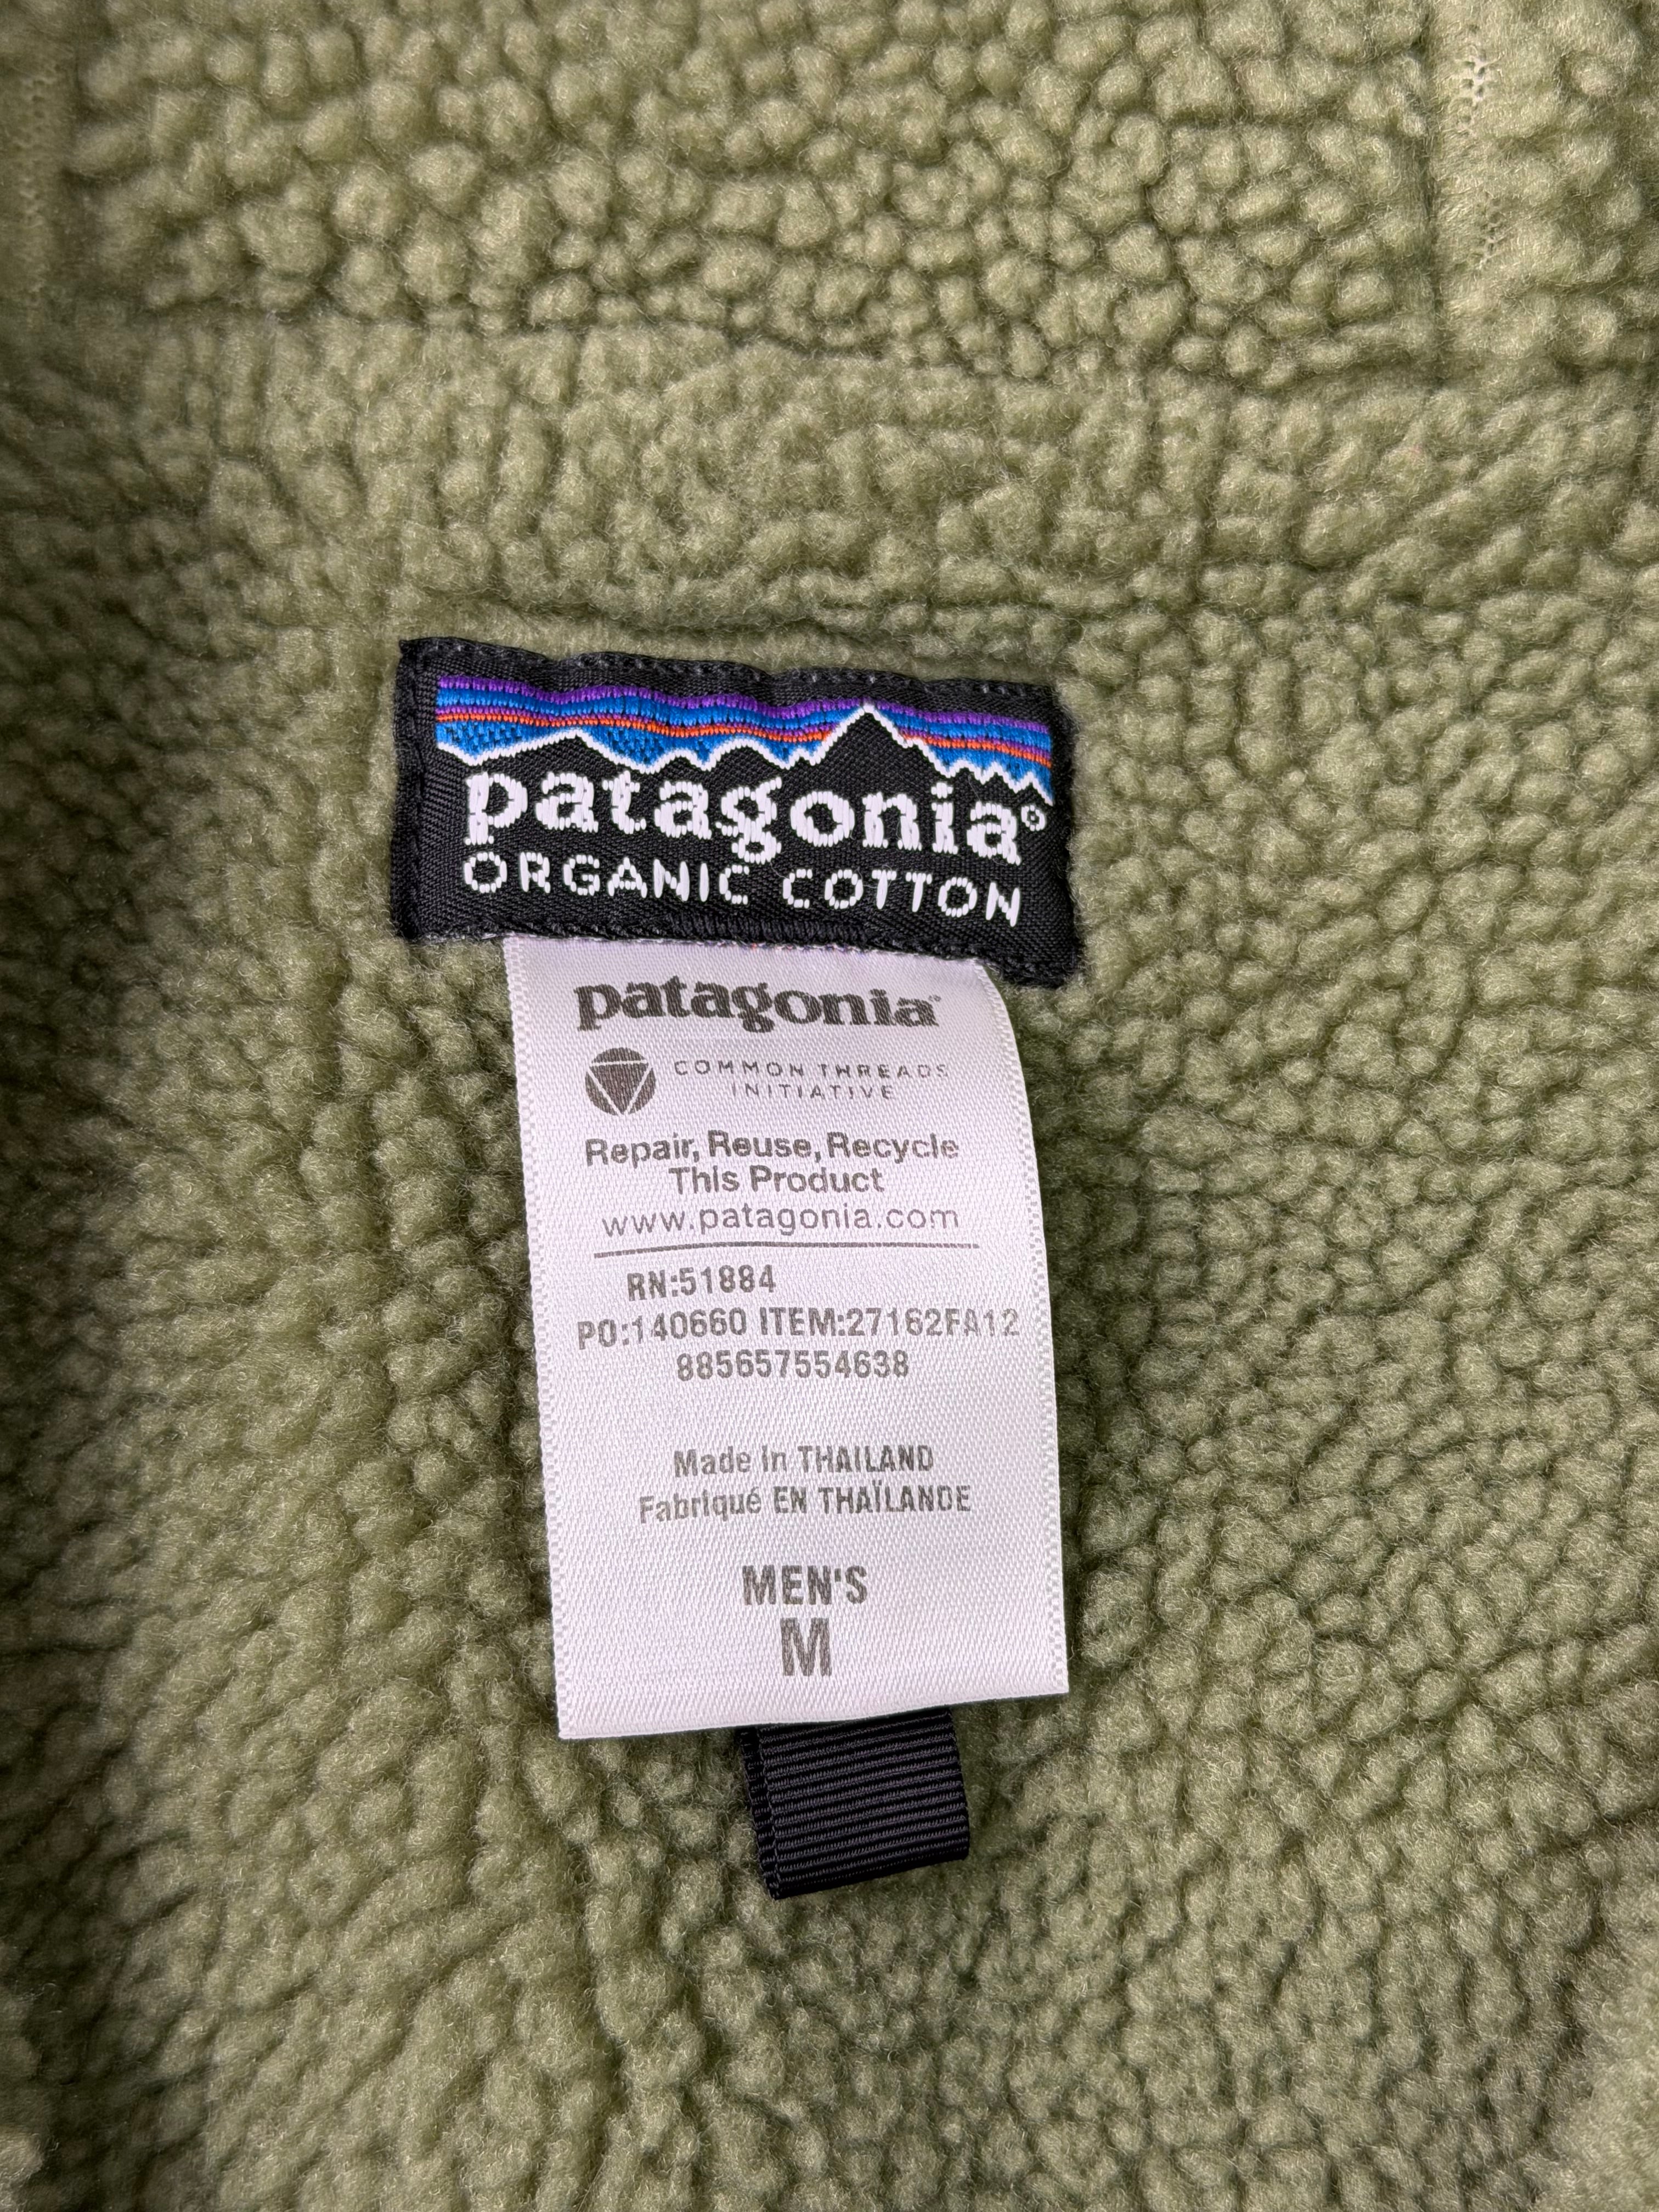 patagonia®
ORGANIC COTTON
patagonia®
COMMON THREADS
INITIATIVE
Repair, Reuse, Recycle
This Product
www.patagonia.com
RN:51884
PO:140660 ITEM:27162FA12
885657554638
Made in THAILAND
Fabriqué EN THAÏLANDE
MEN'S
M